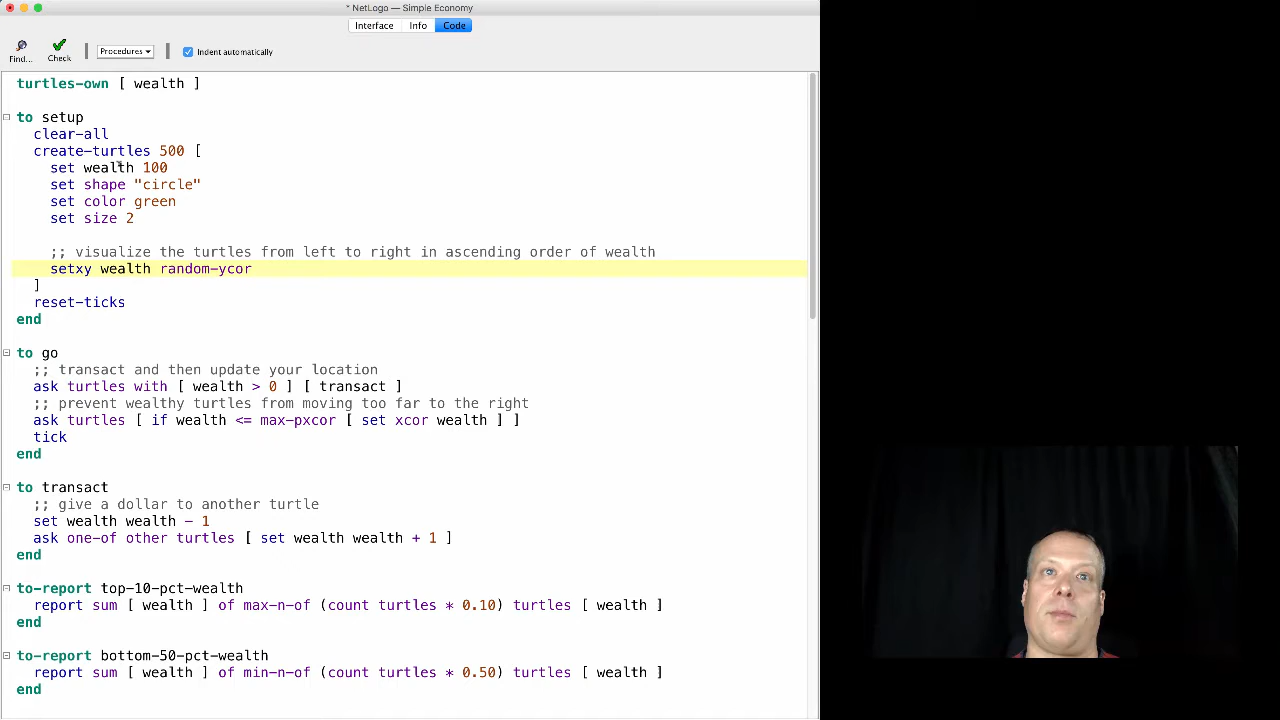 * NetLogo — Simple Economy
Interface Info Code
Find... Check Procedures Indent automatically
turtles-own [ wealth ]
to setup
clear-all
create-turtles 500 [
set wealth 100
set shape "circle"
set color green
set size 2
;; visualize the turtles from left to right in ascending order of wealth
setxy wealth random-ycor
]
reset-ticks
end
to go
;; transact and then update your location
ask turtles with [ wealth > 0 ] [ transact ]
;; prevent wealthy turtles from moving too far to the right
ask turtles [ if wealth <= max-pxcor [ set xcor wealth ] ]
tick
end
to transact
;; give a dollar to another turtle
set wealth wealth - 1
ask one-of other turtles [ set wealth wealth + 1 ]
end
to-report top-10-pct-wealth
report sum [ wealth ] of max-n-of (count turtles * 0.10) turtles [ wealth ]
end
to-report bottom-50-pct-wealth
report sum [ wealth ] of min-n-of (count turtles * 0.50) turtles [ wealth ]
end